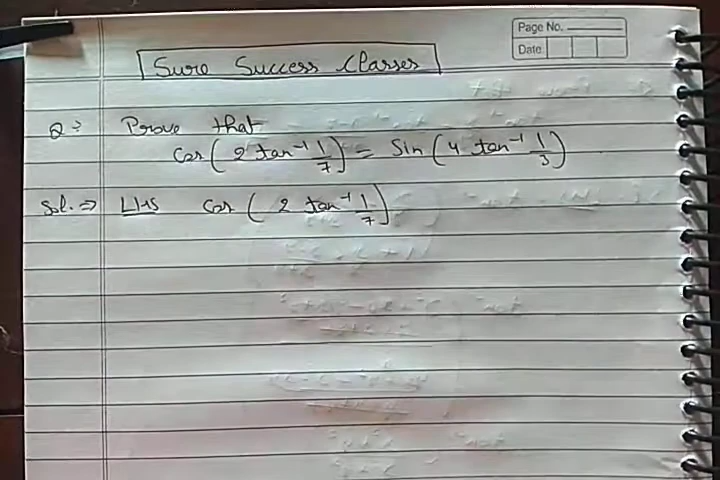 Page No.
Date
Sure Success Classes
Q ⇒ Prove that
cos ( 2 tan⁻¹ 1/7 ) = Sin ( 4 tan⁻¹ 1/3 )
Sol. ⇒ LHS cos ( 2 tan⁻¹ 1/7 )